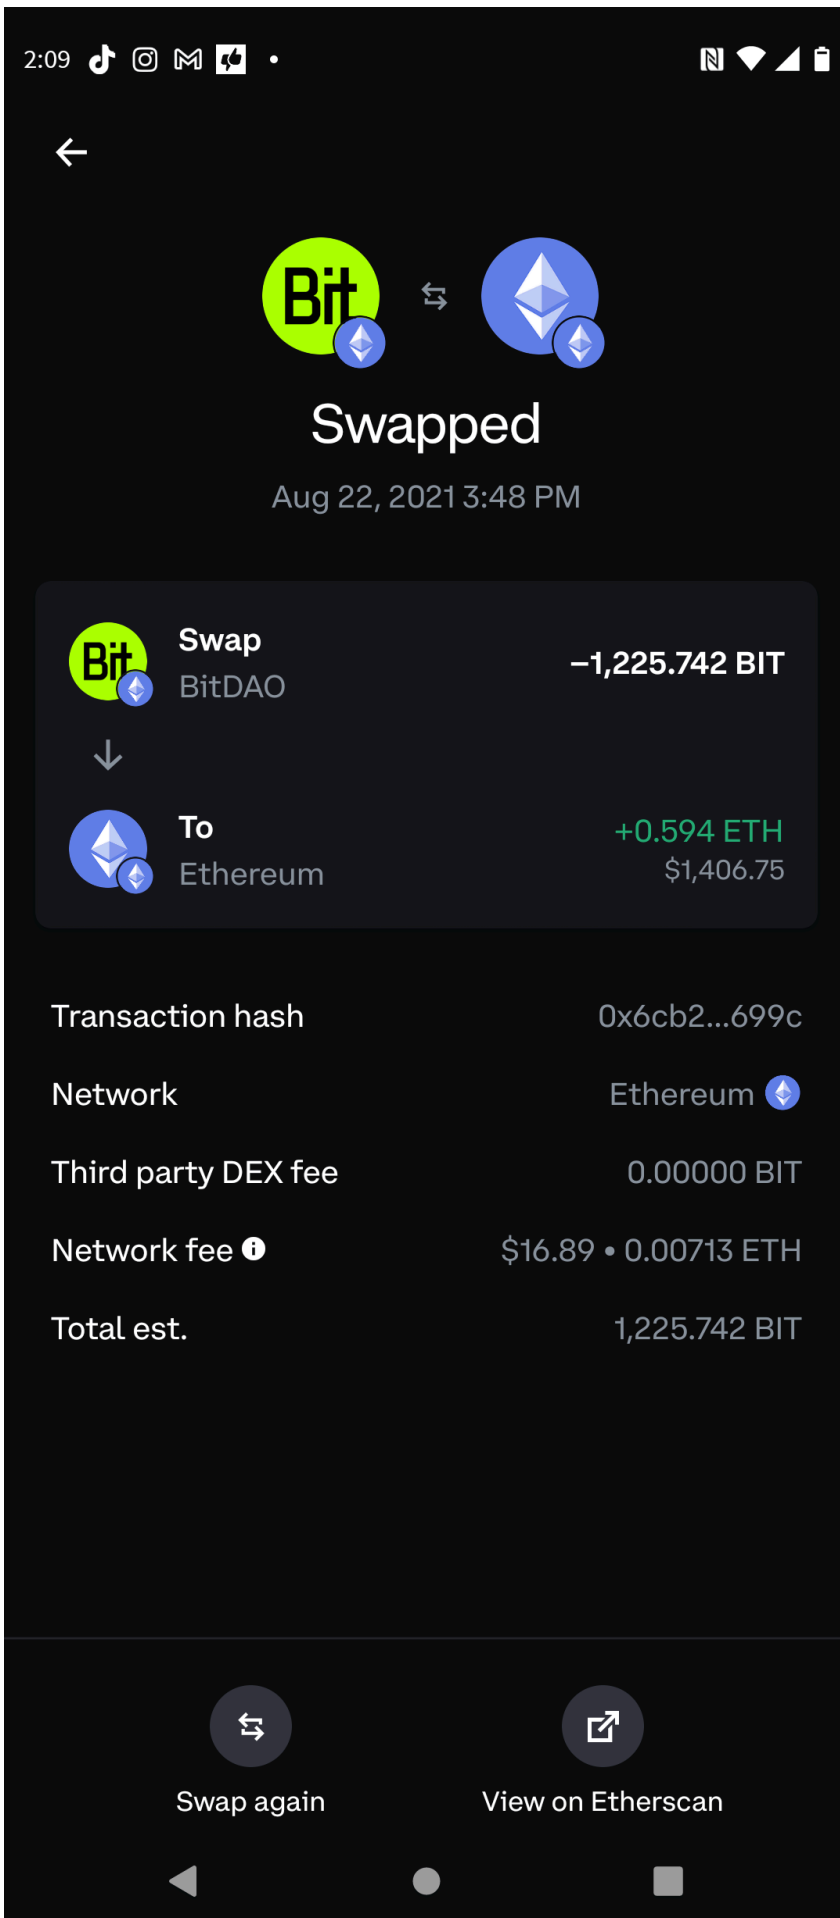 2:09
Bit
Swapped
Aug 22, 2021 3:48 PM
Bit
Swap
BitDAO
–1,225.742 BIT
To
Ethereum
+0.594 ETH
$1,406.75
Transaction hash 0x6cb2...699c
Network Ethereum
Third party DEX fee 0.00000 BIT
Network fee $16.89 • 0.00713 ETH
Total est. 1,225.742 BIT
Swap again
View on Etherscan